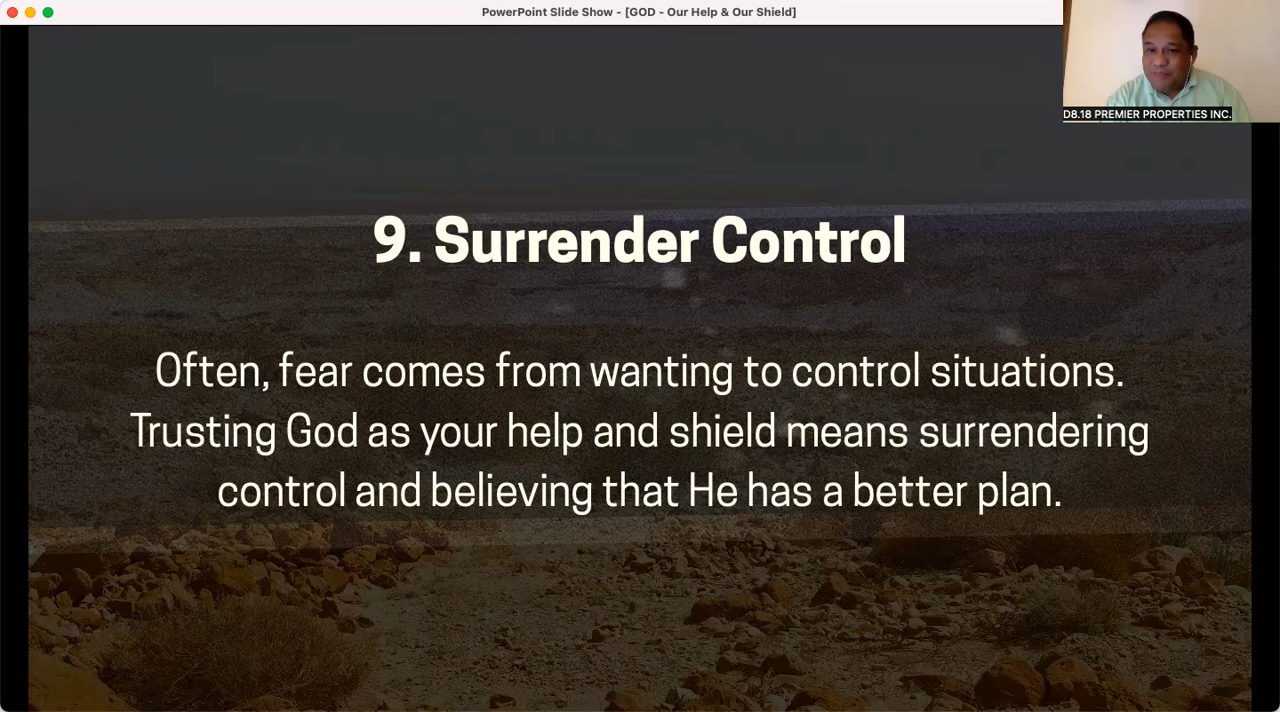 PowerPoint Slide Show - [GOD - Our Help & Our Shield]
D8.18 PREMIER PROPERTIES INC.
9. Surrender Control
Often, fear comes from wanting to control situations.
Trusting God as your help and shield means surrendering
control and believing that He has a better plan.